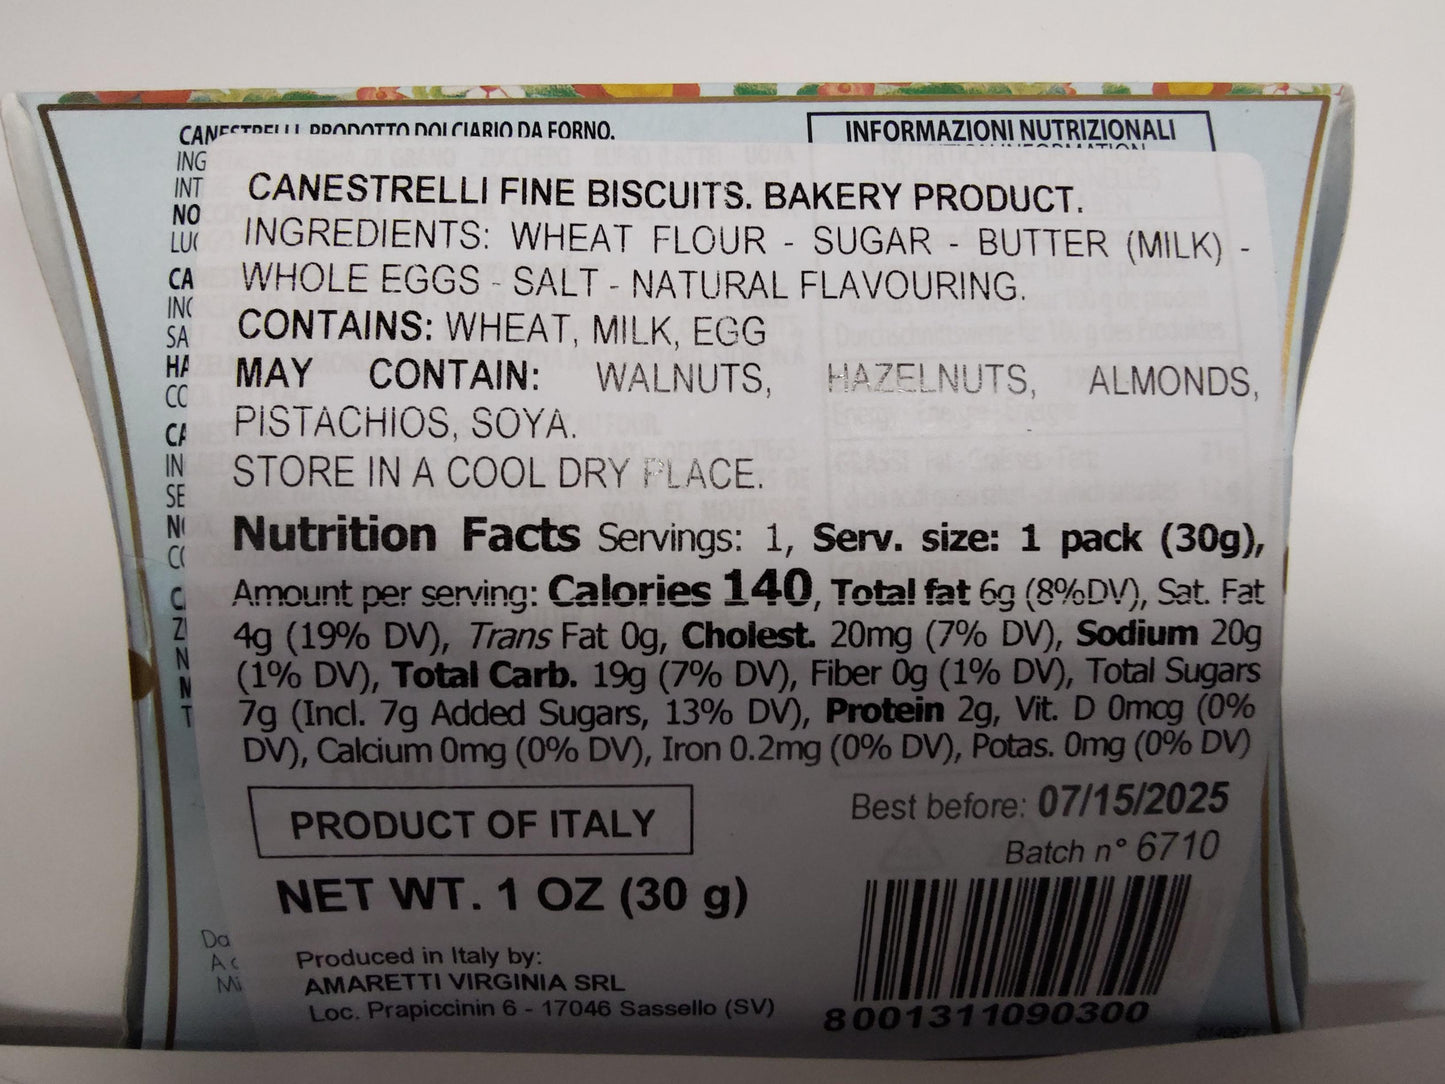 CANESTRELLI PRODOTTO DOLCIARIO DA FORNO.
INFORMAZIONI NUTRIZIONALI
CANESTRELLI FINE BISCUITS. BAKERY PRODUCT.
INGREDIENTS: WHEAT FLOUR - SUGAR - BUTTER (MILK) -
WHOLE EGGS - SALT - NATURAL FLAVOURING.
CONTAINS: WHEAT, MILK, EGG
MAY CONTAIN: WALNUTS, HAZELNUTS, ALMONDS,
PISTACHIOS, SOYA.
STORE IN A COOL DRY PLACE.
Nutrition Facts Servings: 1, Serv. size: 1 pack (30g),
Amount per serving: Calories 140, Total fat 6g (8%DV), Sat. Fat
4g (19% DV), Trans Fat 0g, Cholest. 20mg (7% DV), Sodium 20g
(1% DV), Total Carb. 19g (7% DV), Fiber 0g (1% DV), Total Sugars
7g (Incl. 7g Added Sugars, 13% DV), Protein 2g, Vit. D 0mcg (0%
DV), Calcium 0mg (0% DV), Iron 0.2mg (0% DV), Potas. 0mg (0% DV)
PRODUCT OF ITALY
Best before: 07/15/2025
Batch n° 6710
NET WT. 1 OZ (30 g)
Produced in Italy by:
AMARETTI VIRGINIA SRL
Loc. Prapiccinin 6 - 17046 Sassello (SV)
8001311090300